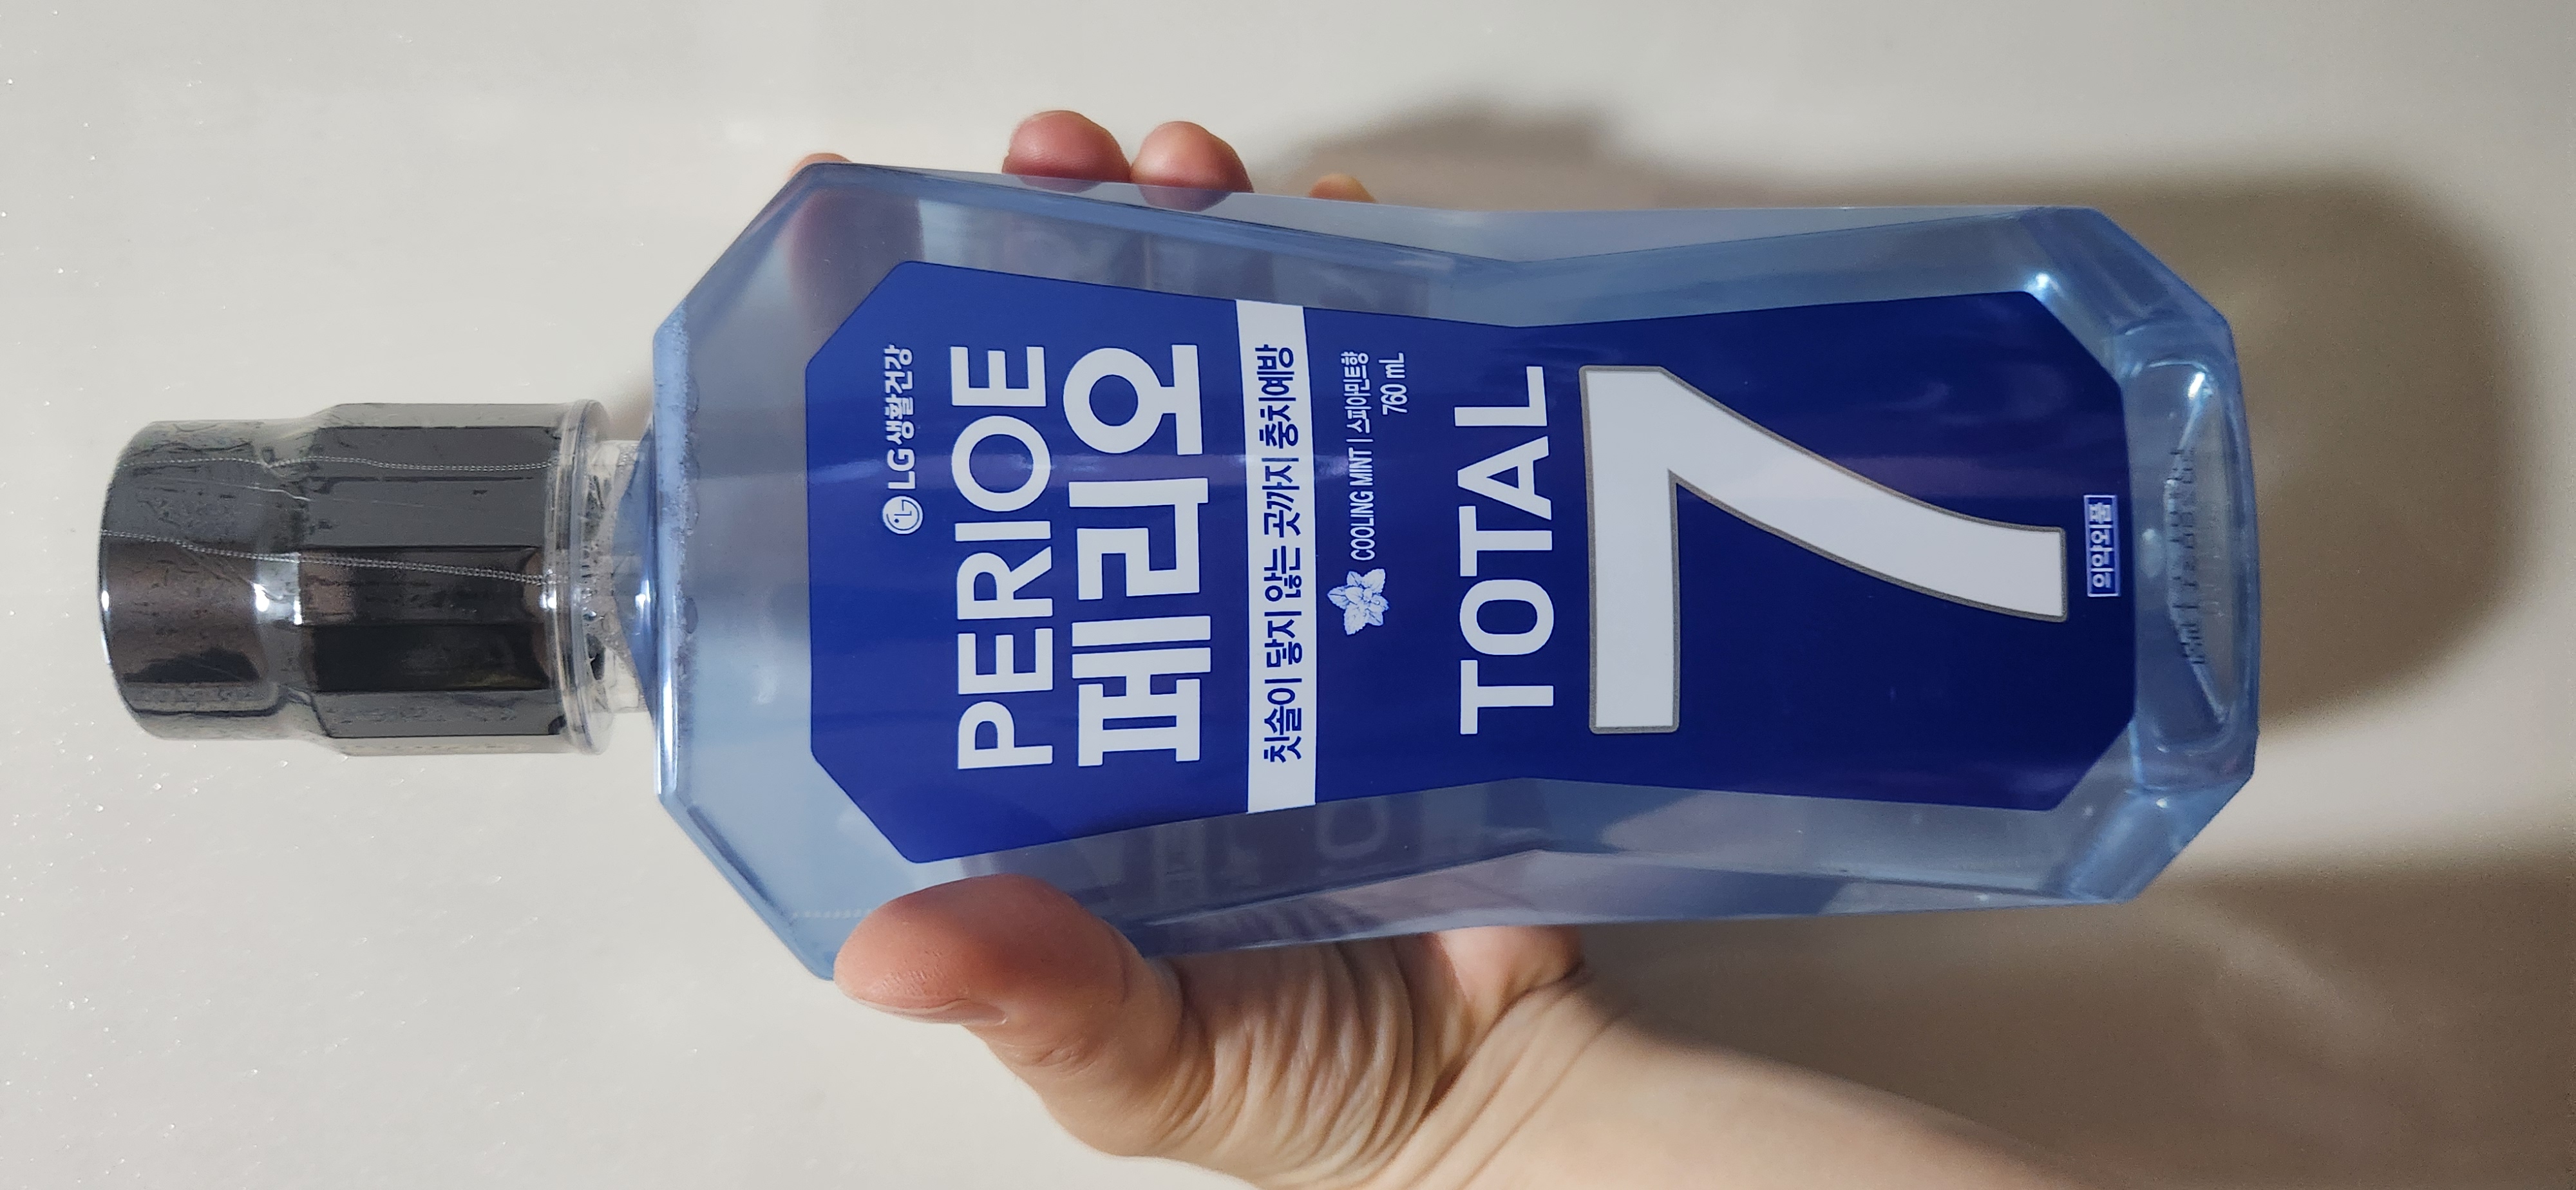 LG생활건강
PERIOE
페리오
칫솔이 닿지 않는 곳까지 충치예방
COOLING MINT | 스피아민트향
760 mL
TOTAL
7
의약외품